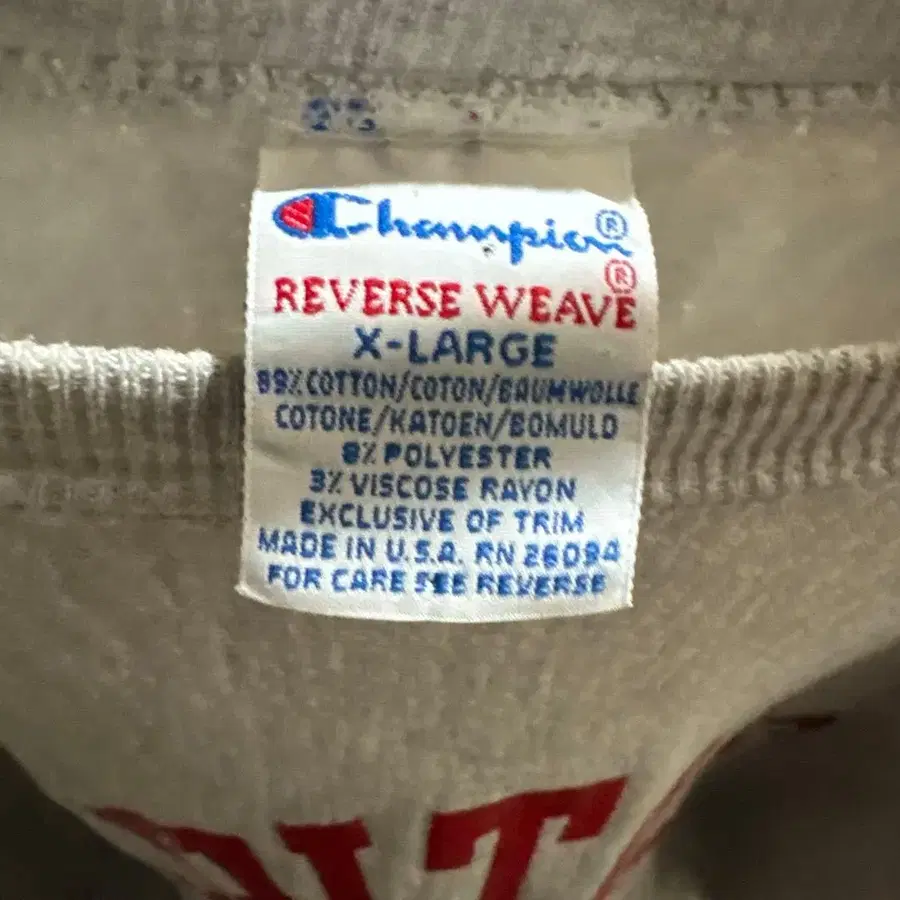 Champion®
REVERSE WEAVE®
X-LARGE
89% COTTON/COTON/BAUMWOLLE
COTONE/KATOEN/BOMULD
8% POLYESTER
3% VISCOSE RAYON
EXCLUSIVE OF TRIM
MADE IN U.S.A. RN 26094
FOR CARE SEE REVERSE